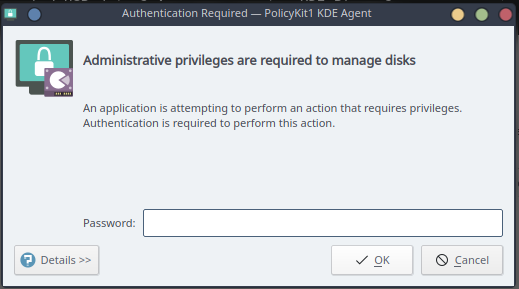 Authentication Required — PolicyKit1 KDE Agent
Administrative privileges are required to manage disks
An application is attempting to perform an action that requires privileges.
Authentication is required to perform this action.
Password:
Details >>
OK
Cancel